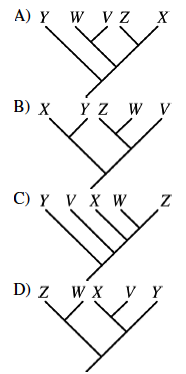 A) Y W V Z X
B) X Y Z W V
C) Y V X W Z
D) Z W X V Y